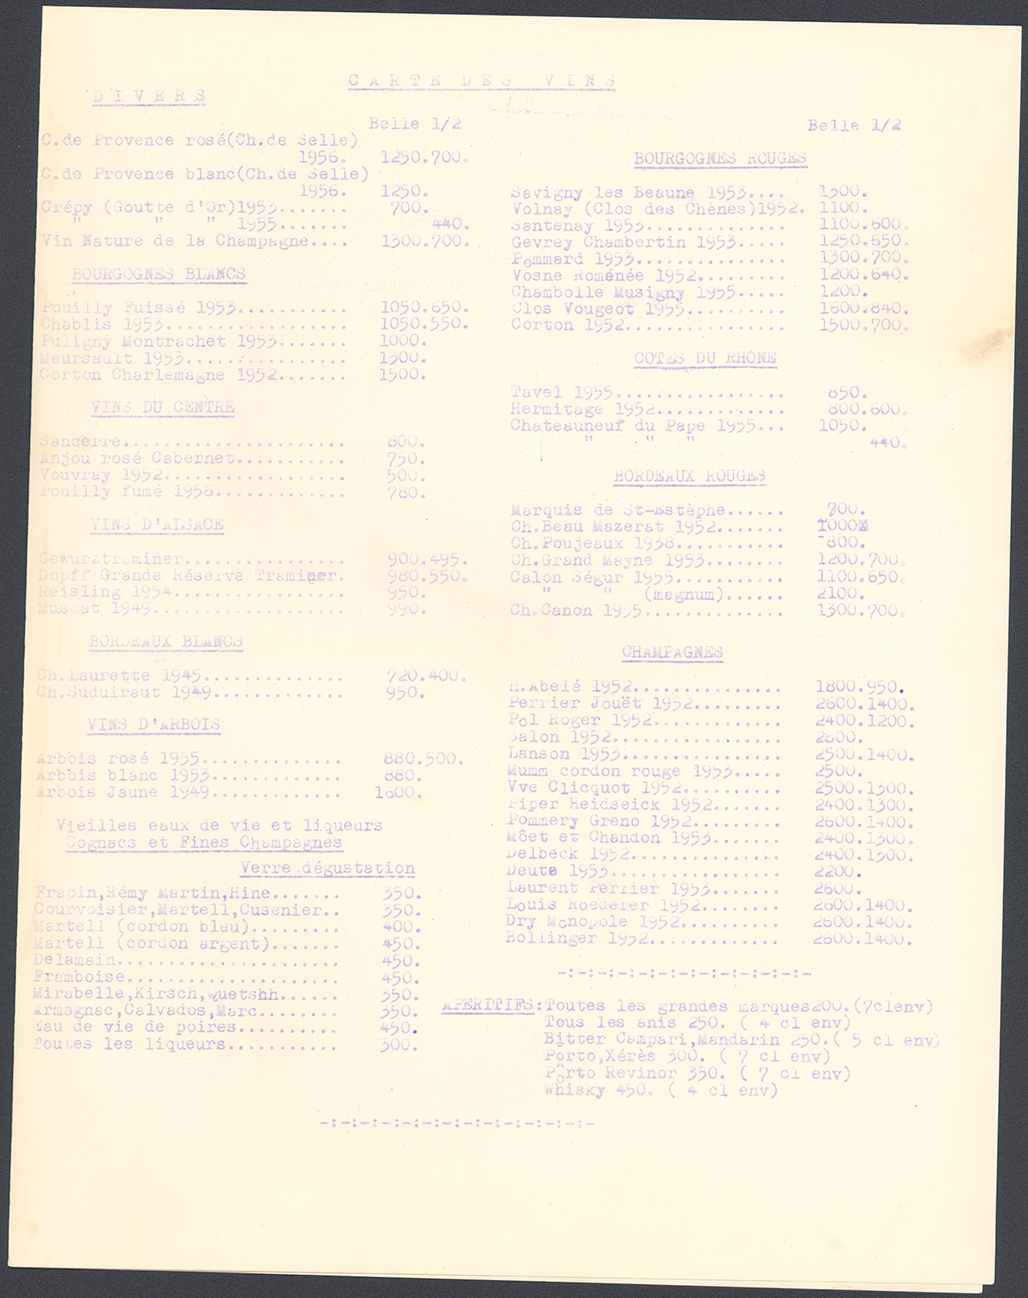 CARTE DES VINS
DIVERS
Belle 1/2
C.de Provence rosé(Ch.de Selle)
1956. 1250.700.
C.de Provence blanc(Ch.de Selle)
1956. 1250.
Crépy (Goutte d'Or)1953....... 700.
" " " 1955....... 440.
Vin Nature de la Champagne.... 1300.700.
BOURGOGNES BLANCS
Pouilly Fuissé 1953........... 1050.650.
Chablis 1953.................. 1050.550.
Puligny Montrachet 1953....... 1000.
Meursault 1953................ 1300.
Corton Charlemagne 1952....... 1500.
VINS DU CENTRE
Sancerre...................... 800.
Anjou rosé Cabernet........... 750.
Vouvray 1952.................. 500.
Pouilly fumé 1956............. 780.
VINS D'ALSACE
Gewurztraminer................ 900.495.
Dopff Grande Réserve Traminer. 980.550.
Reisling 1954................. 950.
Muscat 1949................... 990.
BORDEAUX BLANCS
Ch.Laurette 1945.............. 720.400.
Ch.Suduiraut 1949............. 950.
VINS D'ARBOIS
Arbois rosé 1955.............. 880.500.
Arbois blanc 1953............. 880.
Arbois Jaune 1949............. 1600.
Vieilles eaux de vie et liqueurs
Cognacs et Fines Champagnes
Verre dégustation
Frapin,Rémy Martin,Hine....... 350.
Courvoisier,Martell,Cusenier.. 350.
Martell (cordon bleu)......... 400.
Martell (cordon argent)....... 450.
Delamain...................... 450.
Framboise..................... 450.
Mirabelle,Kirsch,Quetshh...... 350.
Armagnac,Calvados,Marc........ 350.
Eau de vie de poires.......... 450.
Toutes les liqueurs........... 300.
Belle 1/2
BOURGOGNES ROUGES
Savigny les Beaune 1953.... 1300.
Volnay (Clos des Chênes)1952. 1100.
Santenay 1953.............. 1100.600.
Gevrey Chambertin 1953..... 1250.650.
Pommard 1953............... 1300.700.
Vosne Roménée 1952......... 1200.640.
Chambolle Musigny 1955..... 1200.
Clos Vougeot 1955.......... 1600.840.
Corton 1952................ 1500.700.
COTES DU RHONE
Tavel 1955................. 850.
Hermitage 1952............. 800.600.
Chateauneuf du Pape 1955... 1050.
" " " 440.
BORDEAUX ROUGES
Marquis de St-Estèphe...... 700.
Ch.Beau Mazerat 1952....... 1000
Ch.Poujeaux 1938........... 800.
Ch.Grand Mayne 1953........ 1200.700.
Calon Ségur 1955........... 1100.650.
" " (magnum)...... 2100.
Ch.Canon 1955.............. 1300.700.
CHAMPAGNES
H.Abelé 1952............... 1800.950.
Perrier Jouët 1952......... 2600.1400.
Pol Roger 1952............. 2400.1200.
Salon 1952................. 2800.
Lanson 1953................ 2500.1400.
Mumm cordon rouge 1953..... 2500.
Vve Clicquot 1952.......... 2500.1300.
Piper Heidseick 1952....... 2400.1300.
Pommery Greno 1952......... 2600.1400.
Môet et Chandon 1953....... 2400.1300.
Delbeck 1952............... 2400.1300.
Deutz 1953................. 2200.
Laurent Perrier 1953....... 2600.
Louis Roederer 1952........ 2600.1400.
Dry Monopole 1952.......... 2600.1400.
Bollinger 1952............. 2600.1400.
-:-:-:-:-:-:-:-:-:-:-:-:-
APERITIFS:Toutes les grandes marques200.(7clenv)
Tous les anis 250. ( 4 cl env)
Bitter Campari,Mandarin 250.( 5 cl env)
Porto,Xérès 300. ( 7 cl env)
Porto Revinor 350. ( 7 cl env)
Whisky 450. ( 4 cl env)
-:-:-:-:-:-:-:-:-:-:-:-:-:-